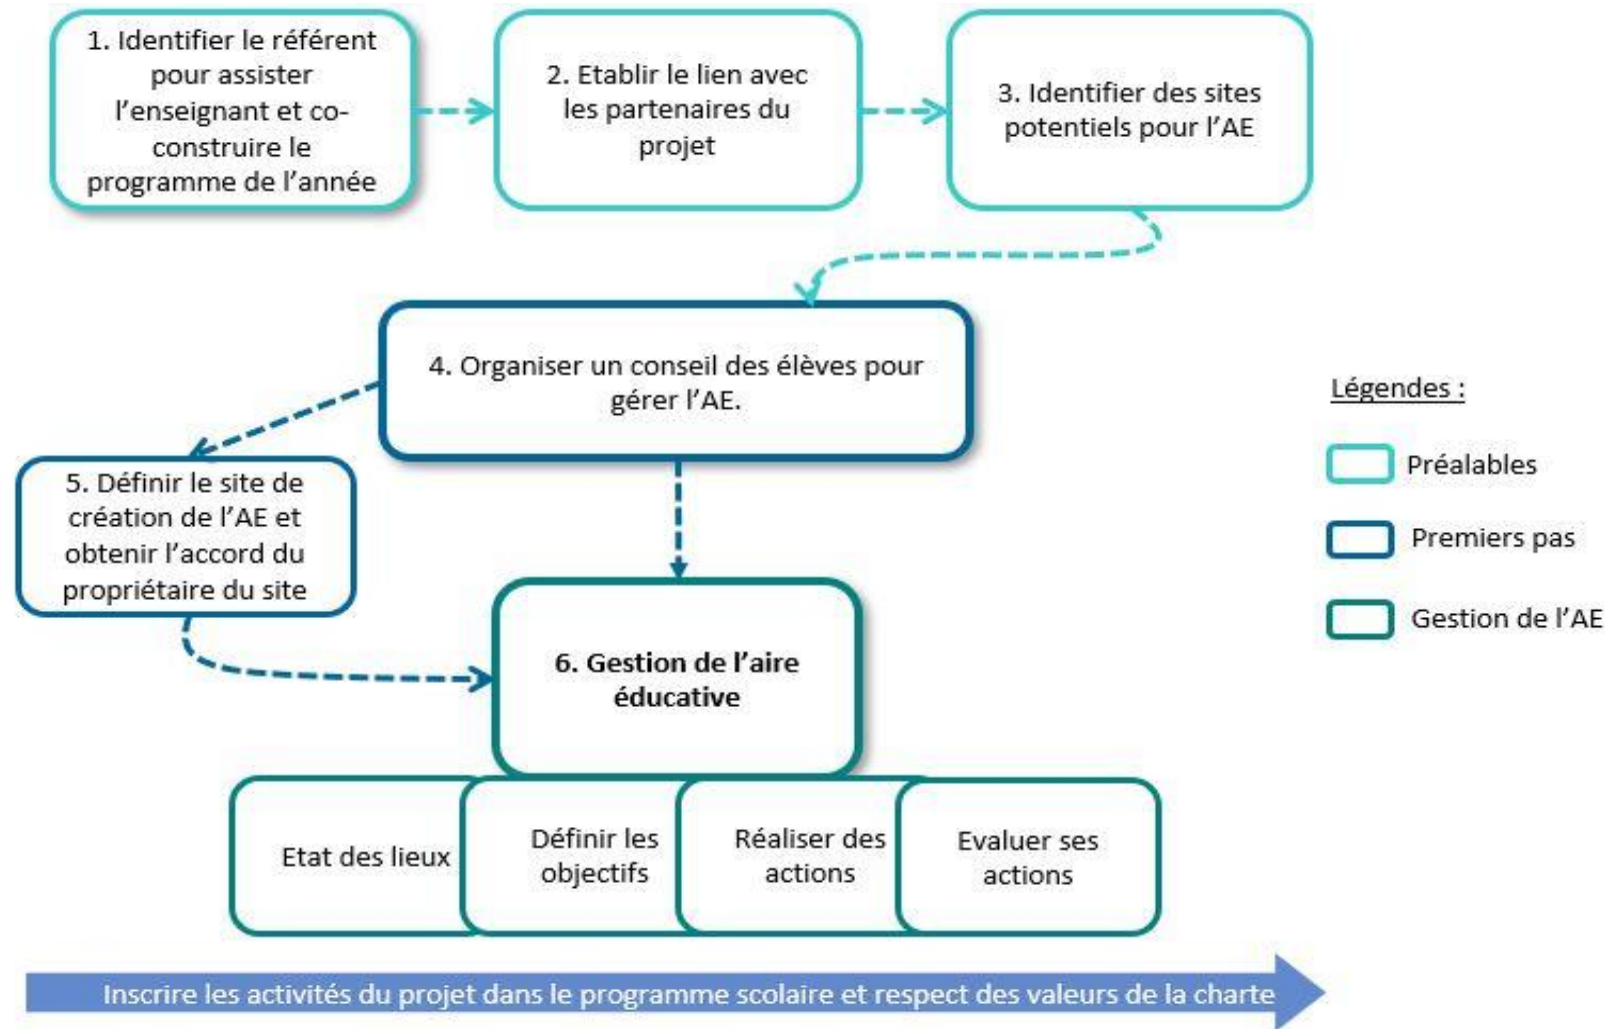 1. Identifier le référent
pour assister
l’enseignant et co-
construire le
programme de l’année
2. Etablir le lien avec
les partenaires du
projet
3. Identifier des sites
potentiels pour l’AE
4. Organiser un conseil des élèves pour
gérer l’AE.
5. Définir le site de
création de l’AE et
obtenir l’accord du
propriétaire du site
6. Gestion de l’aire
éducative
Etat des lieux
Définir les
objectifs
Réaliser des
actions
Evaluer ses
actions
Légendes :
Préalables
Premiers pas
Gestion de l’AE
Inscrire les activités du projet dans le programme scolaire et respect des valeurs de la charte